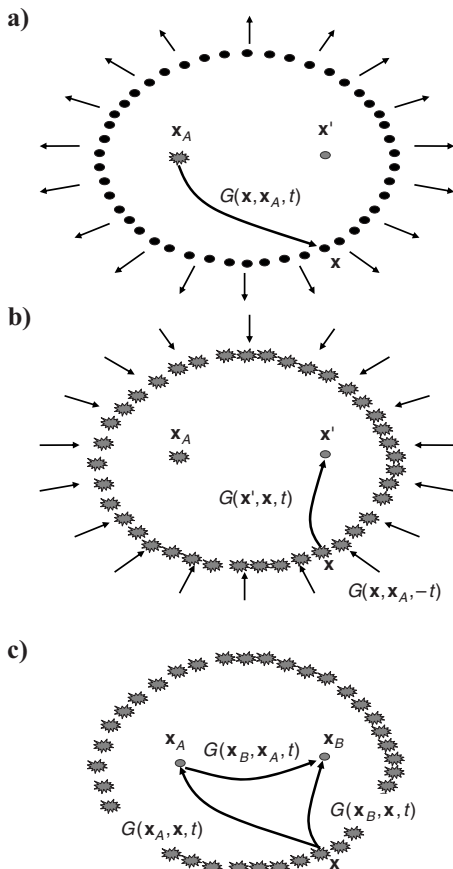 a)
x_A
x'
G(x, x_A, t)
x
b)
x_A
x'
G(x', x, t)
x
G(x, x_A, −t)
c)
x_A
x_B
G(x_B, x_A, t)
G(x_A, x, t)
G(x_B, x, t)
x